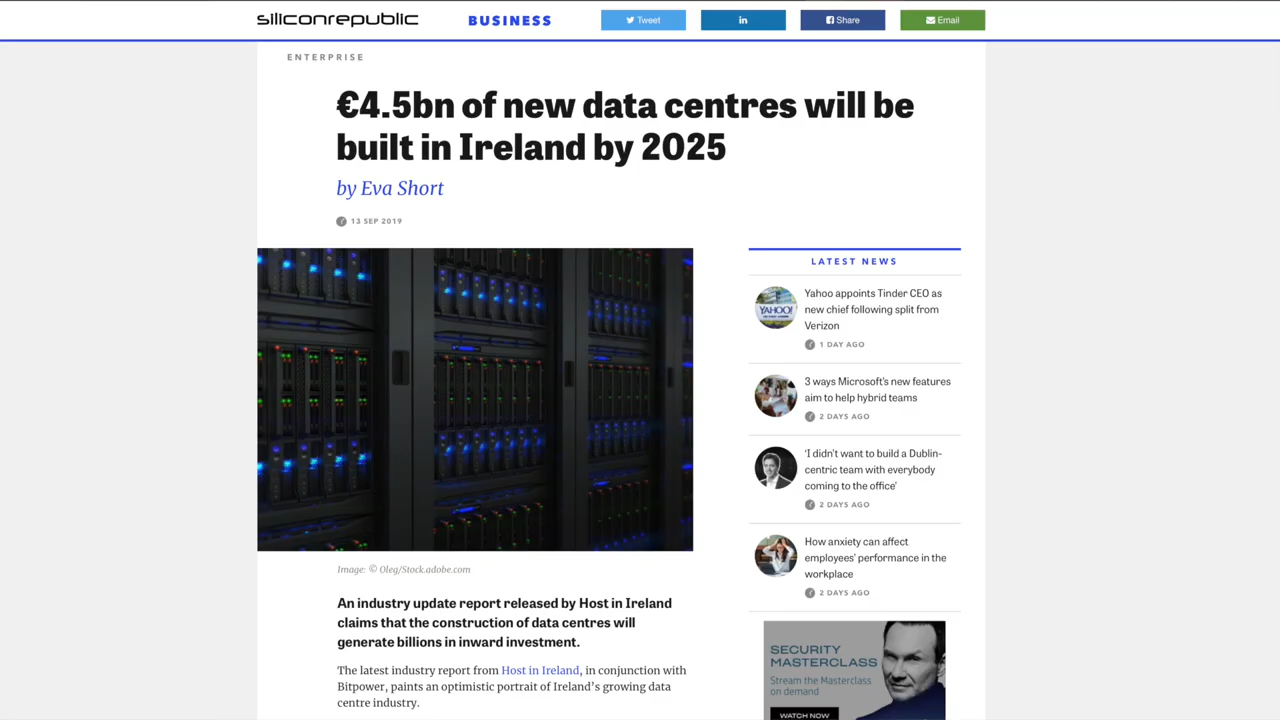 siliconrepublic
BUSINESS
Tweet
in
Share
Email
ENTERPRISE
€4.5bn of new data centres will be
built in Ireland by 2025
by Eva Short
13 SEP 2019
Image: © Oleg/Stock.adobe.com
An industry update report released by Host in Ireland
claims that the construction of data centres will
generate billions in inward investment.
The latest industry report from Host in Ireland, in conjunction with
Bitpower, paints an optimistic portrait of Ireland’s growing data
centre industry.
LATEST NEWS
YAHOO!
Yahoo appoints Tinder CEO as
new chief following split from
Verizon
1 DAY AGO
3 ways Microsoft’s new features
aim to help hybrid teams
2 DAYS AGO
‘I didn’t want to build a Dublin-
centric team with everybody
coming to the office’
2 DAYS AGO
How anxiety can affect
employees’ performance in the
workplace
2 DAYS AGO
SECURITY
MASTERCLASS
Stream the Masterclass
on demand
WATCH NOW